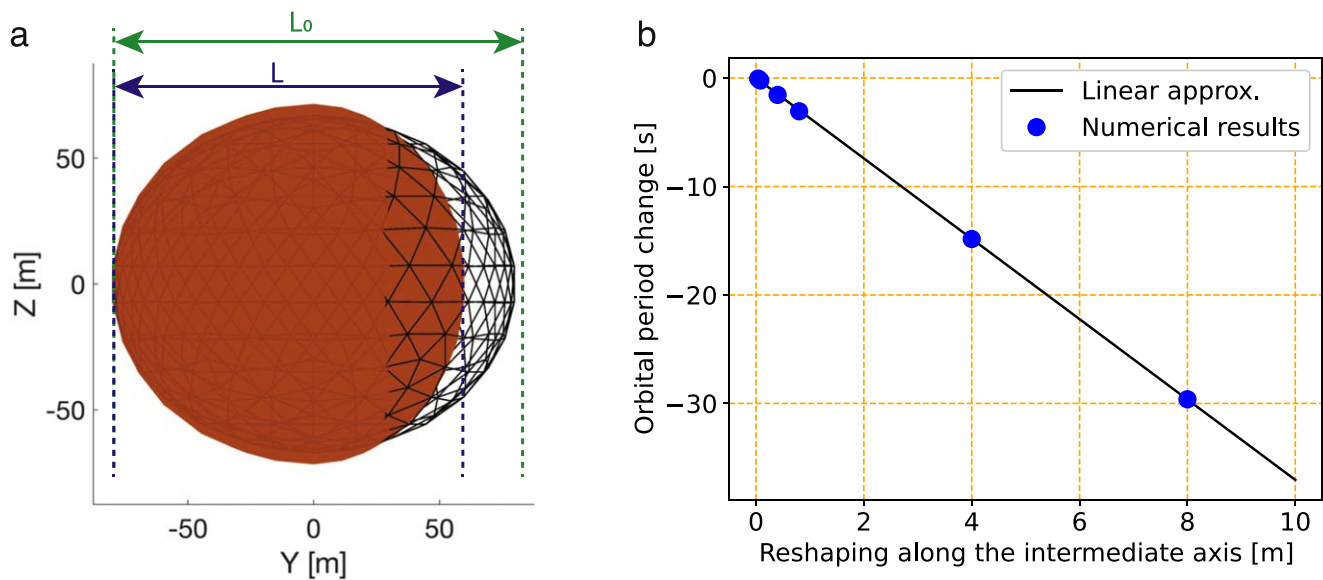 a
L₀
L
50
0
-50
Z [m]
-50
0
50
Y [m]
b
Linear approx.
Numerical results
0
−10
−20
−30
Orbital period change [s]
0
2
4
6
8
10
Reshaping along the intermediate axis [m]